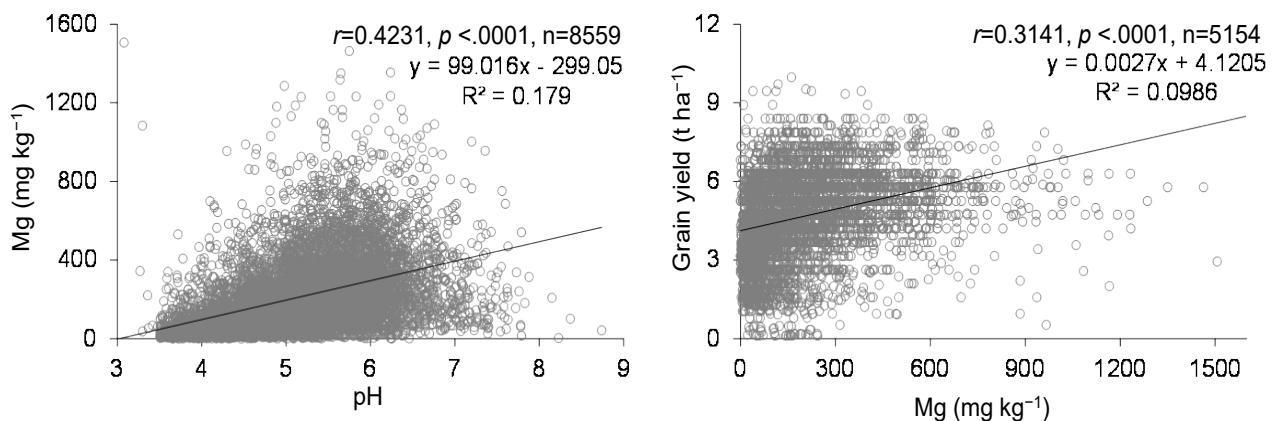 r=0.4231, p <.0001, n=8559
y = 99.016x - 299.05
R² = 0.179
Mg (mg kg⁻¹)
1600
1200
800
400
0
3 4 5 6 7 8 9
pH
r=0.3141, p <.0001, n=5154
y = 0.0027x + 4.1205
R² = 0.0986
Grain yield (t ha⁻¹)
12
9
6
3
0
0 300 600 900 1200 1500
Mg (mg kg⁻¹)